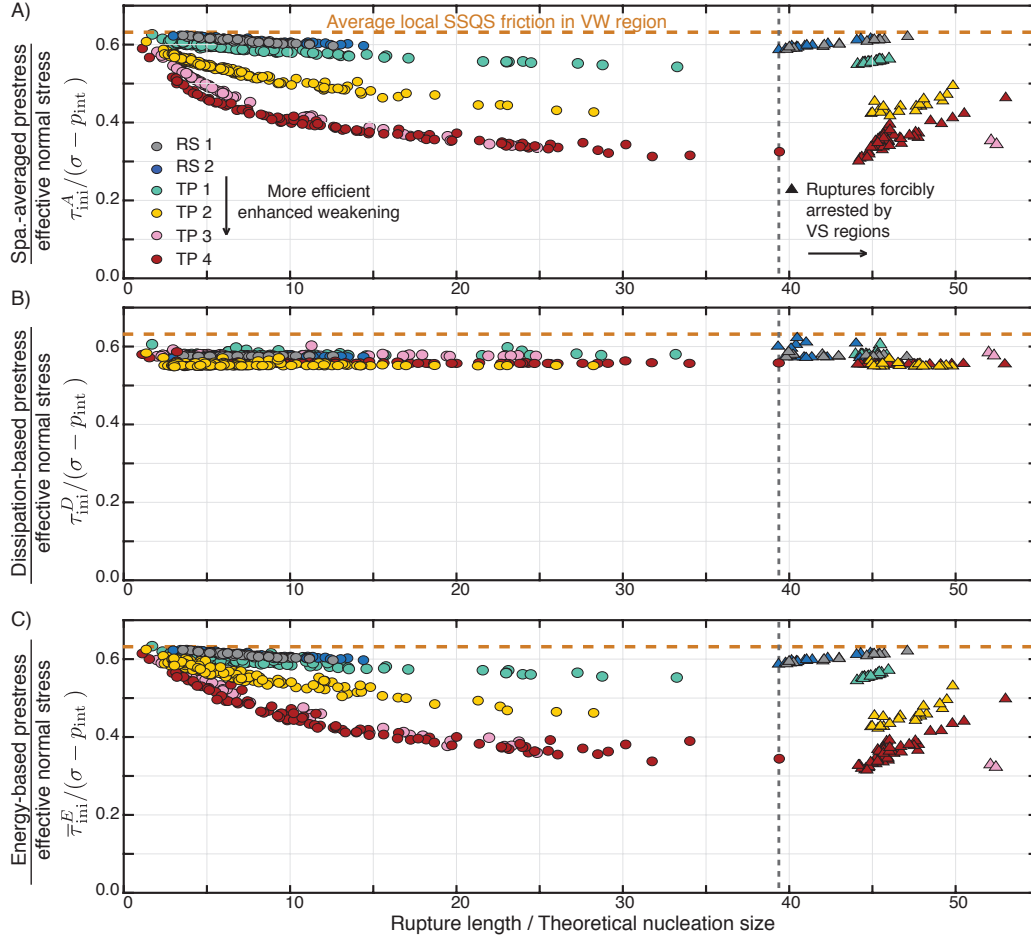 A)
Average local SSQS friction in VW region
Spa.-averaged prestress
effective normal stress
τ^A_ini/(σ − p_int)
0.6
0.4
0.2
0.0
RS 1
RS 2
TP 1
TP 2
TP 3
TP 4
More efficient
enhanced weakening
Ruptures forcibly
arrested by
VS regions
0 10 20 30 40 50
B)
Dissipation-based prestress
effective normal stress
τ^D_ini/(σ − p_int)
0.6
0.4
0.2
0.0
0 10 20 30 40 50
C)
Energy-based prestress
effective normal stress
τ̅^E_ini/(σ − p_int)
0.6
0.4
0.2
0.0
0 10 20 30 40 50
Rupture length / Theoretical nucleation size